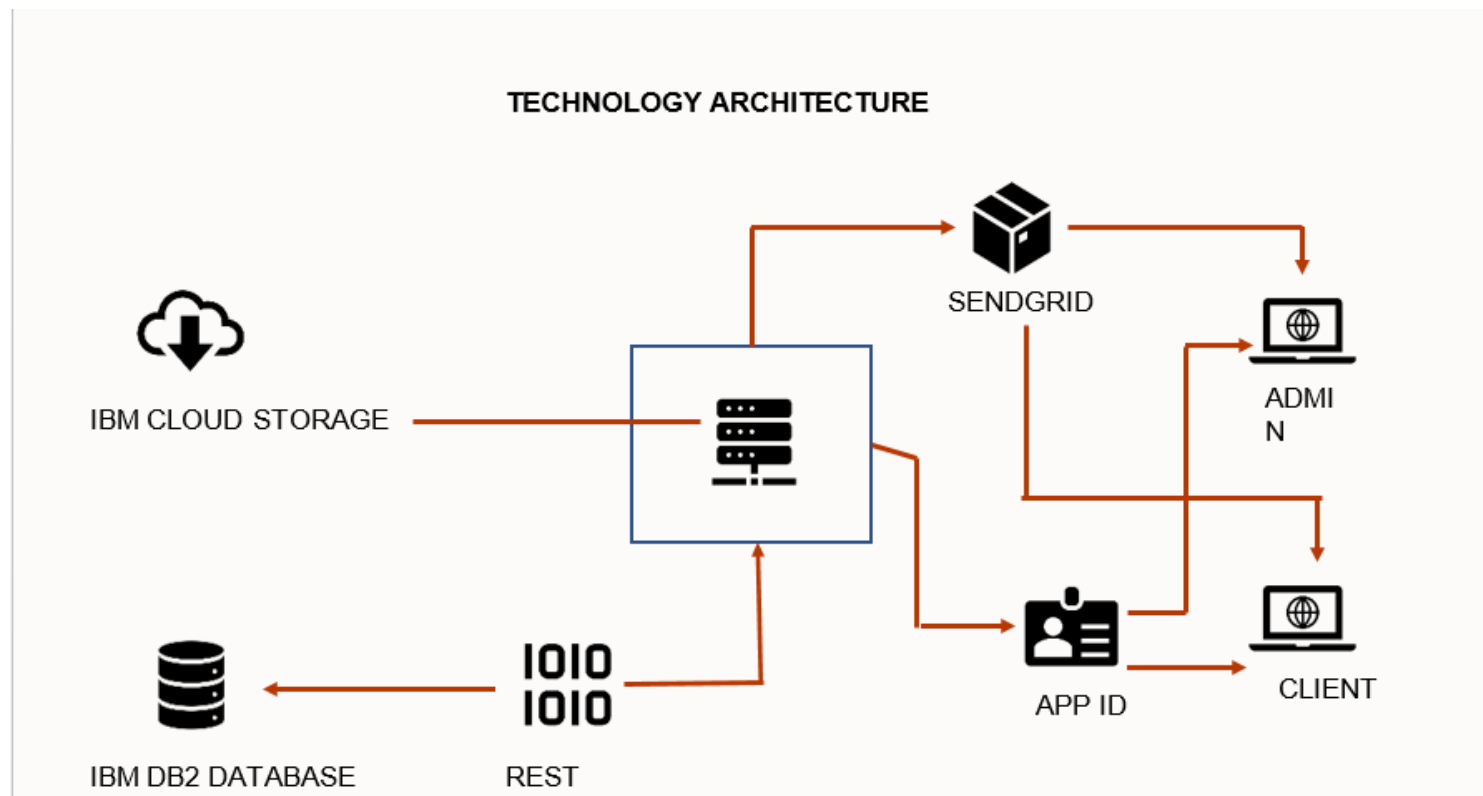 TECHNOLOGY ARCHITECTURE
SENDGRID
IBM CLOUD STORAGE
ADMI
N
1010
1010
APP ID
CLIENT
IBM DB2 DATABASE
REST